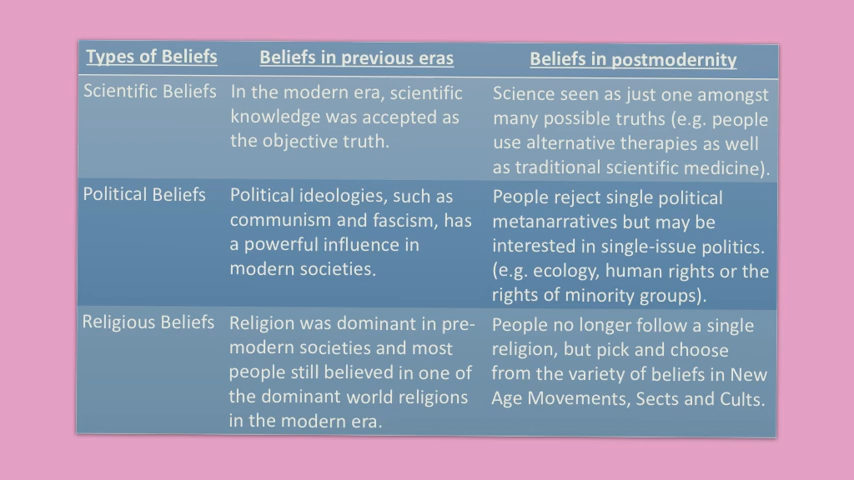 Types of Beliefs
Beliefs in previous eras
Beliefs in postmodernity
Scientific Beliefs
In the modern era, scientific
knowledge was accepted as
the objective truth.
Science seen as just one amongst
many possible truths (e.g. people
use alternative therapies as well
as traditional scientific medicine).
Political Beliefs
Political ideologies, such as
communism and fascism, has
a powerful influence in
modern societies.
People reject single political
metanarratives but may be
interested in single-issue politics.
(e.g. ecology, human rights or the
rights of minority groups).
Religious Beliefs
Religion was dominant in pre-
modern societies and most
people still believed in one of
the dominant world religions
in the modern era.
People no longer follow a single
religion, but pick and choose
from the variety of beliefs in New
Age Movements, Sects and Cults.